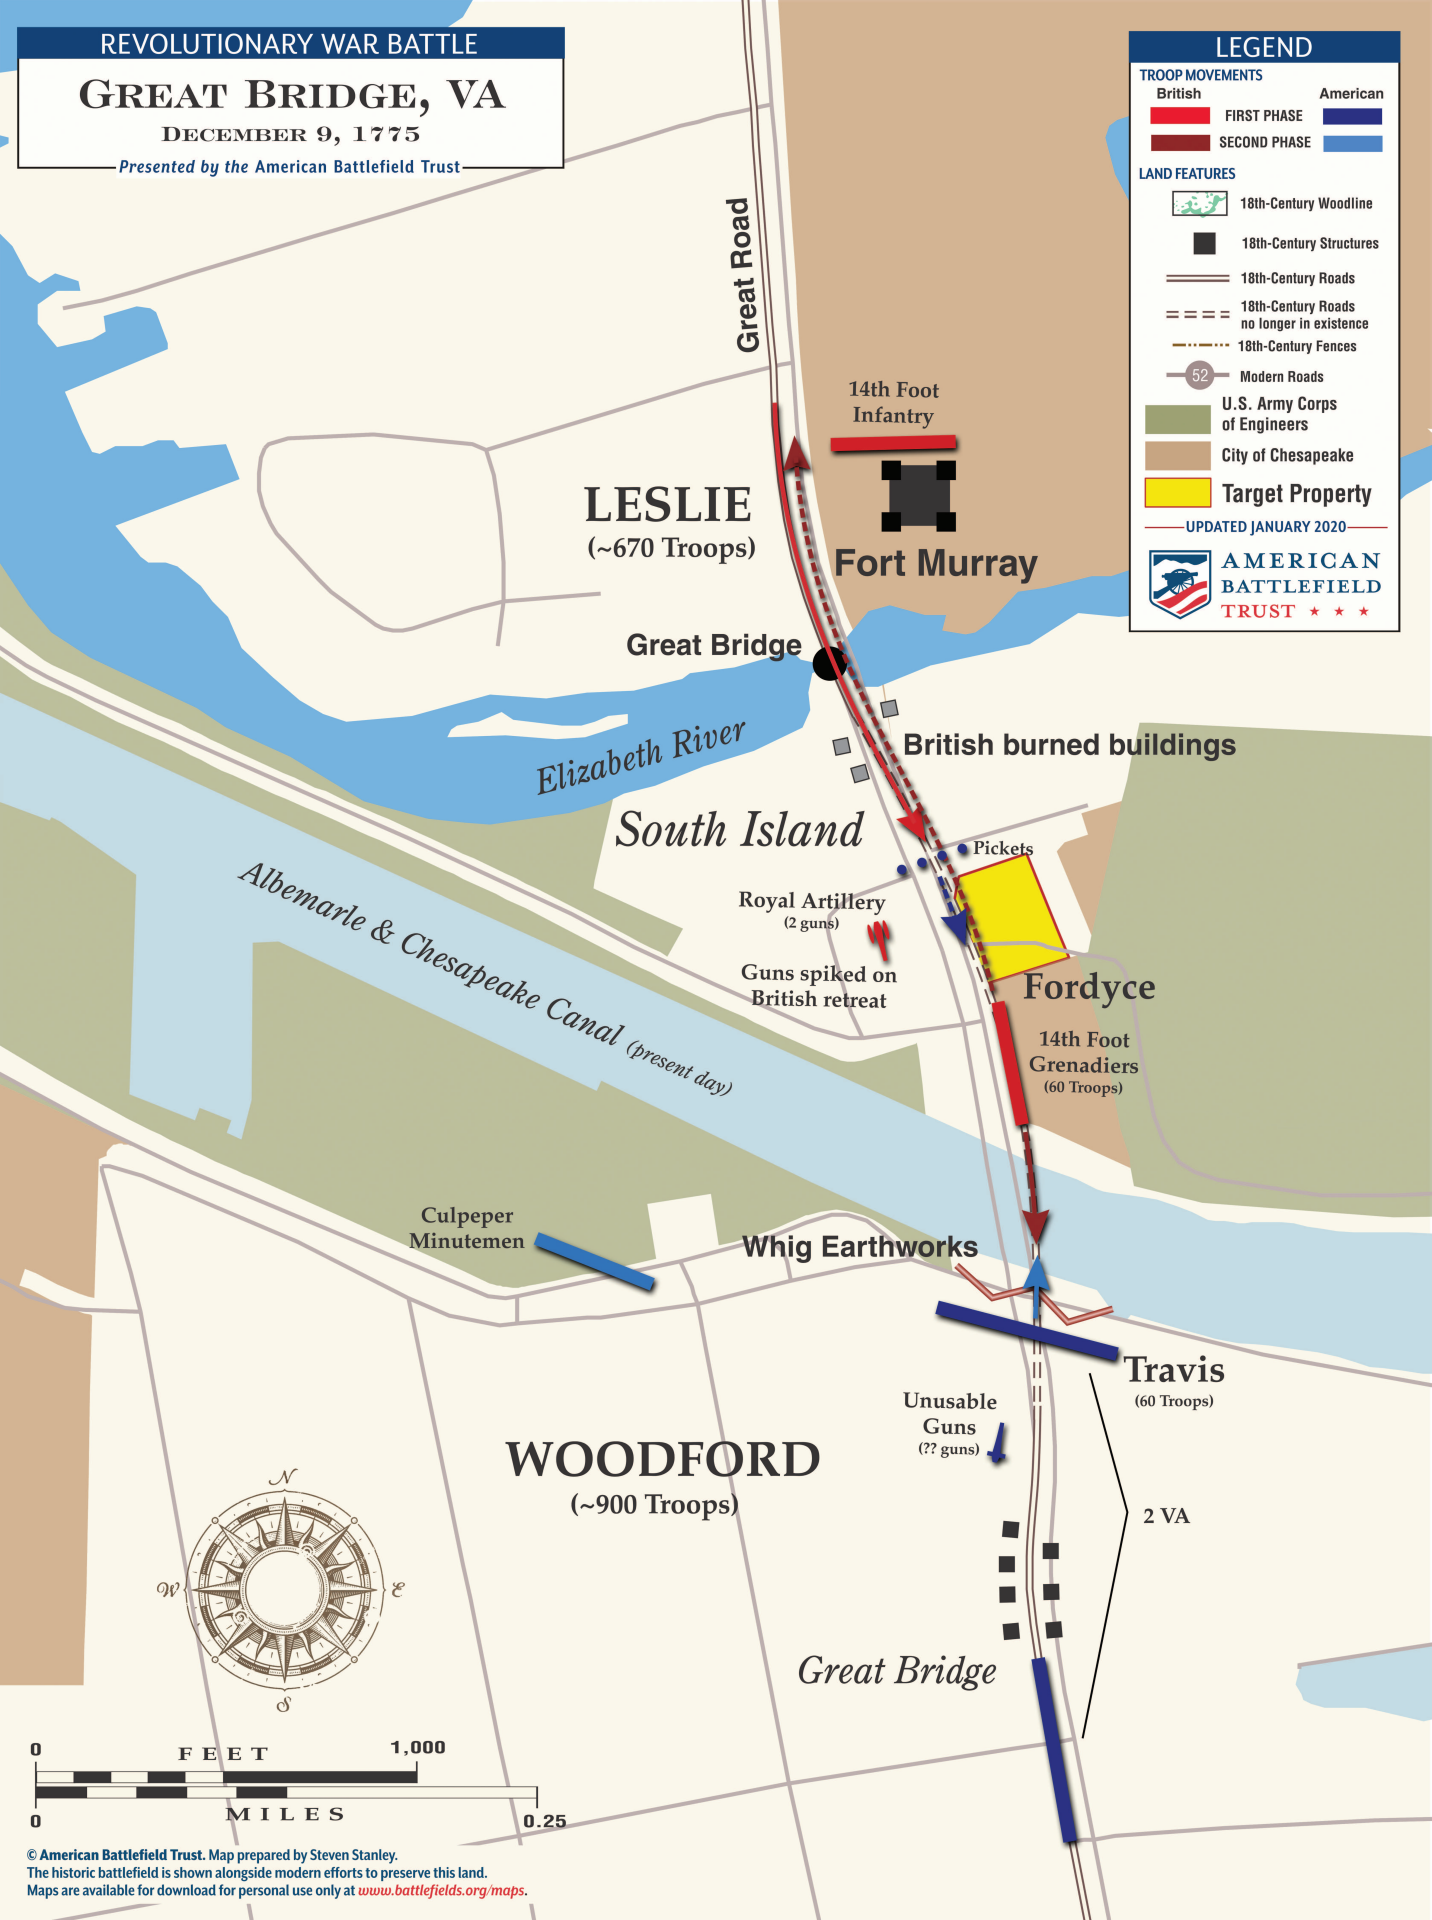 REVOLUTIONARY WAR BATTLE
GREAT BRIDGE, VA
DECEMBER 9, 1775
Presented by the American Battlefield Trust
LEGEND
TROOP MOVEMENTS
British American
FIRST PHASE
SECOND PHASE
LAND FEATURES
18th-Century Woodline
18th-Century Structures
18th-Century Roads
18th-Century Roads
no longer in existence
18th-Century Fences
52 Modern Roads
U.S. Army Corps
of Engineers
City of Chesapeake
Target Property
UPDATED JANUARY 2020
AMERICAN
BATTLEFIELD
TRUST
Great Road
14th Foot
Infantry
LESLIE
(~670 Troops)
Fort Murray
Great Bridge
Elizabeth River
British burned buildings
South Island
Pickets
Royal Artillery
(2 guns)
Guns spiked on
British retreat
Albemarle & Chesapeake Canal (present day)
Fordyce
14th Foot
Grenadiers
(60 Troops)
Culpeper
Minutemen
Whig Earthworks
Travis
(60 Troops)
Unusable
Guns
(?? guns)
WOODFORD
(~900 Troops)
2 VA
Great Bridge
N
W
E
S
0 FEET 1,000
MILES
0 0.25
© American Battlefield Trust. Map prepared by Steven Stanley.
The historic battlefield is shown alongside modern efforts to preserve this land.
Maps are available for download for personal use only at www.battlefields.org/maps.